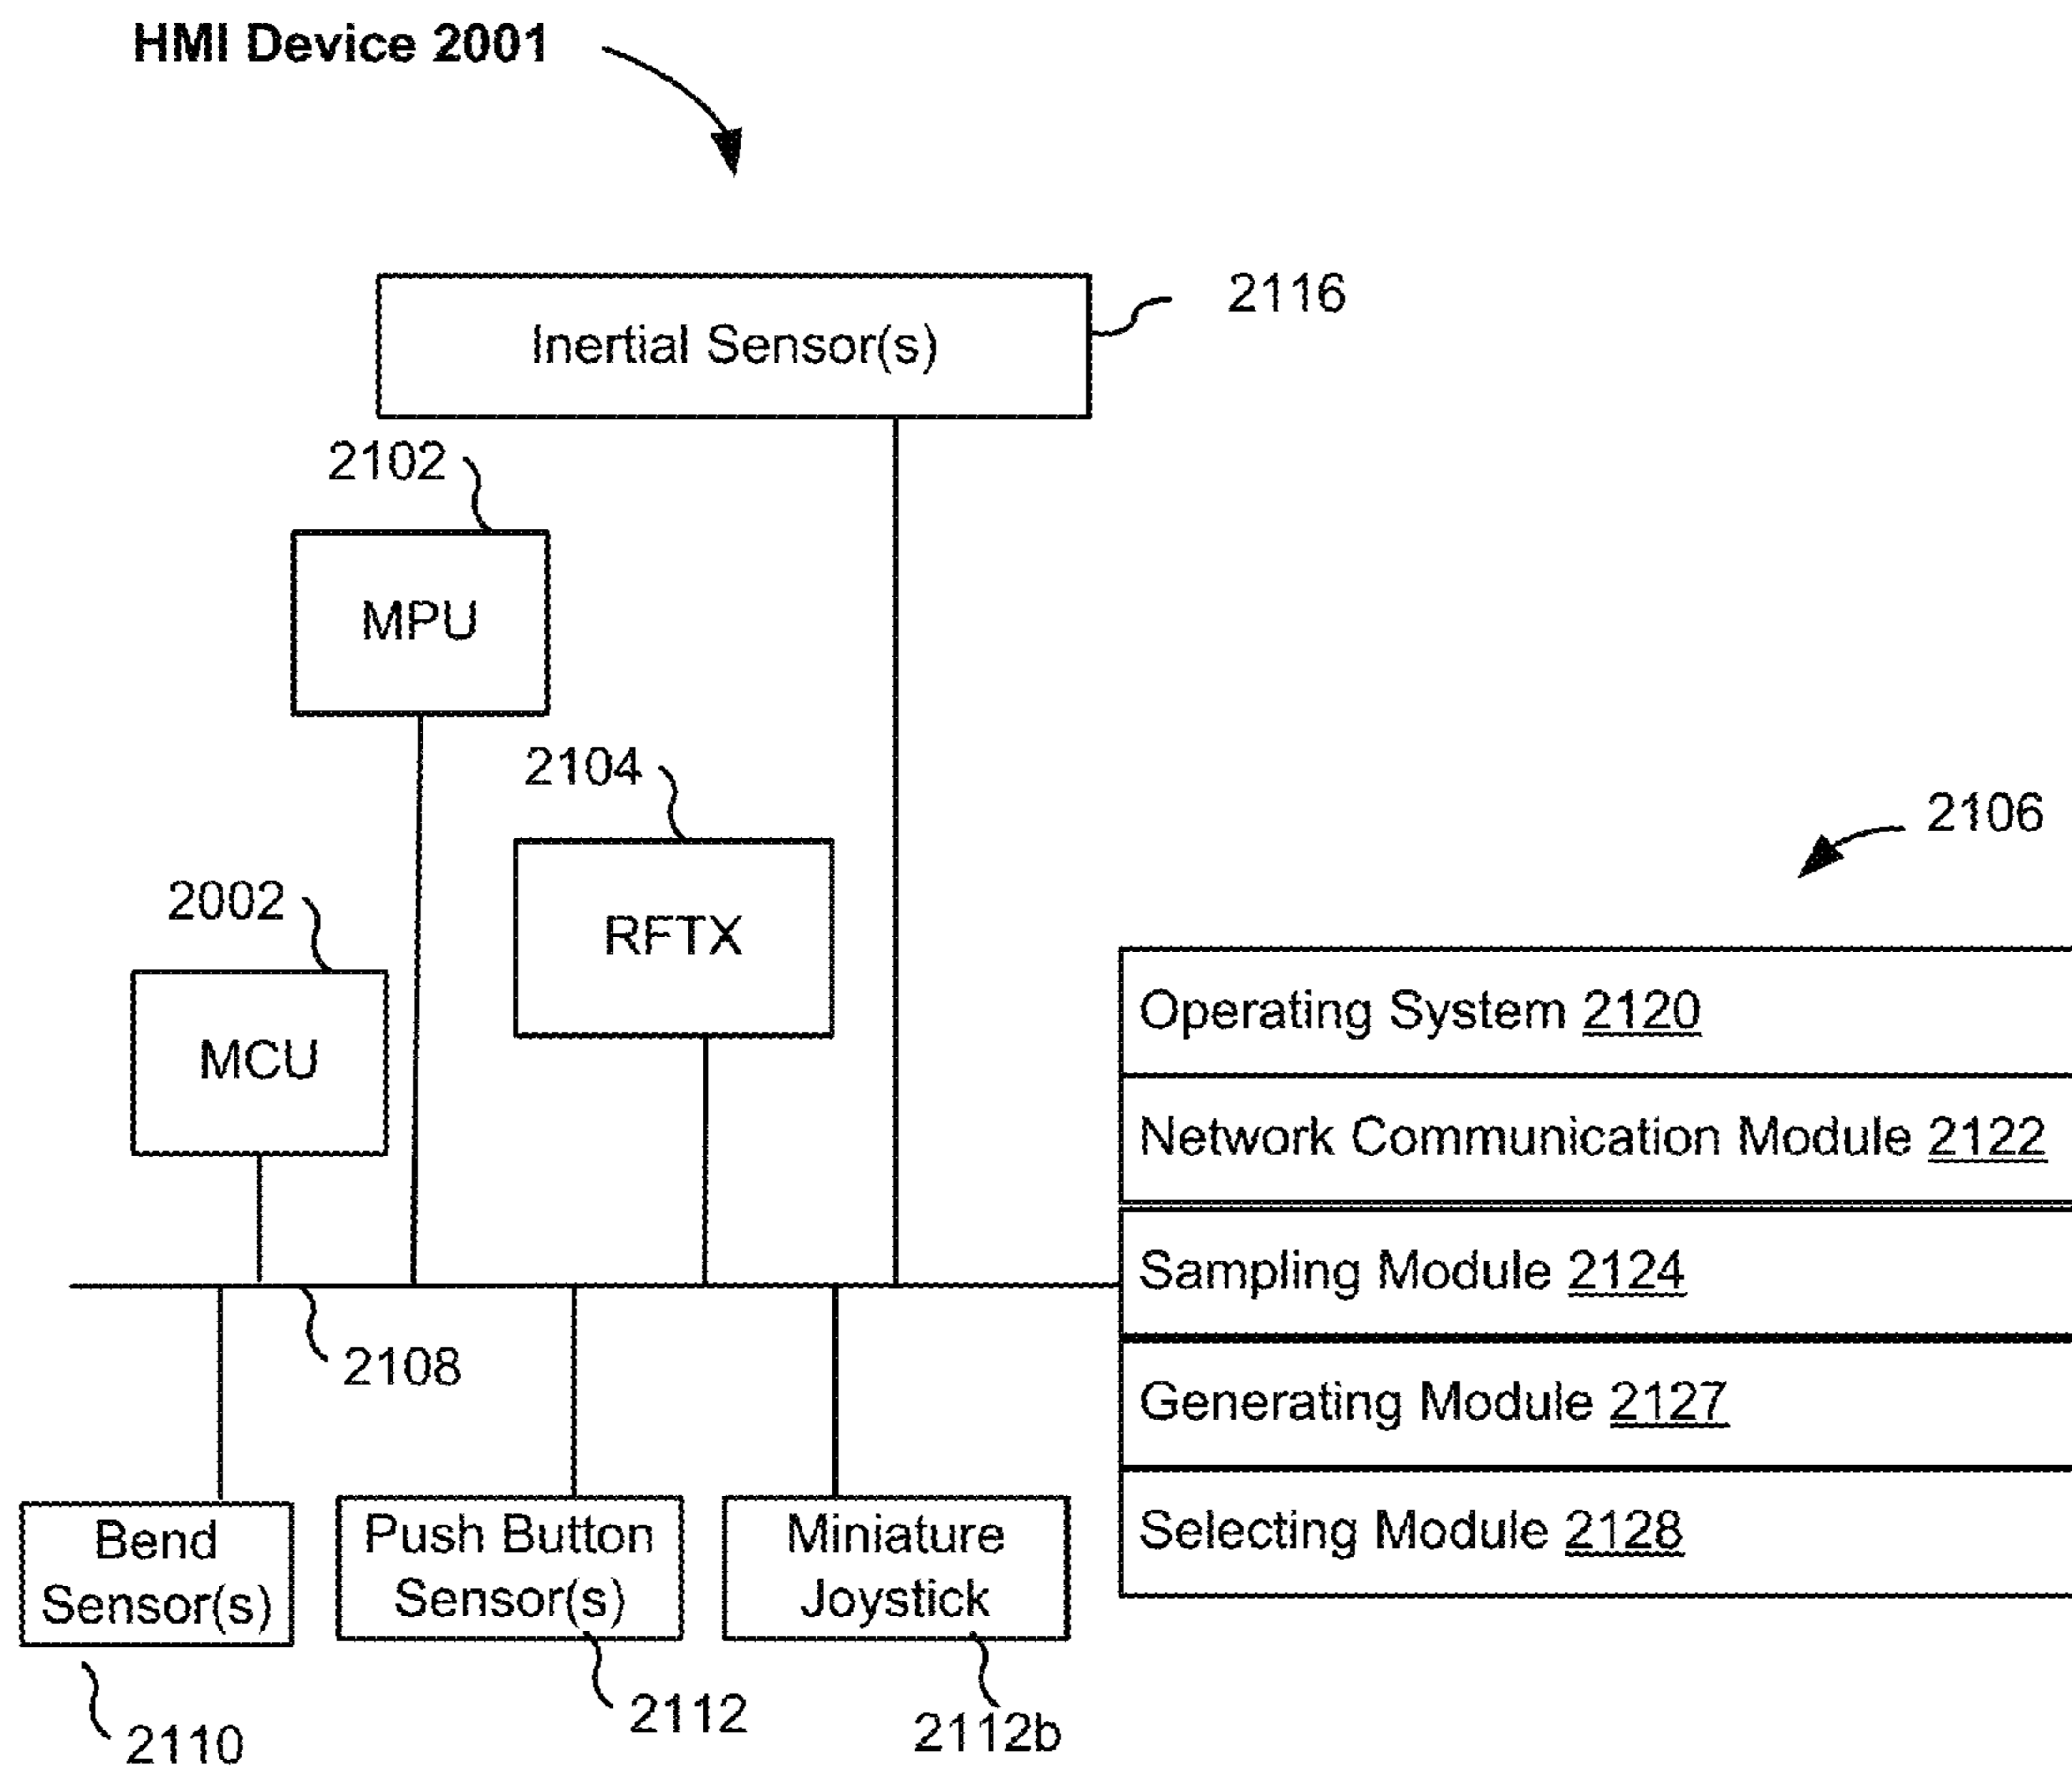 HMI Device 2001
2116
Inertial Sensor(s)
2102
MPU
2104
2106
2002
RFTX
Operating System 2120
MCU
Network Communication Module 2122
Sampling Module 2124
2108
Generating Module 2127
Bend
Sensor(s)
Push Button
Sensor(s)
Miniature
Joystick
Selecting Module 2128
2110
2112
2112b